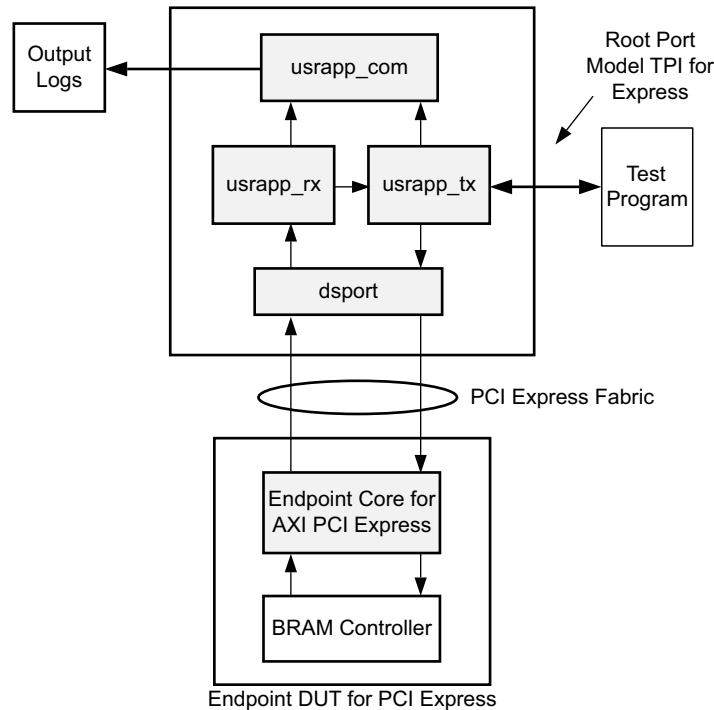 Output
Logs
usrapp_com
Root Port
Model TPI for
Express
usrapp_rx
usrapp_tx
Test
Program
dsport
PCI Express Fabric
Endpoint Core for
AXI PCI Express
BRAM Controller
Endpoint DUT for PCI Express